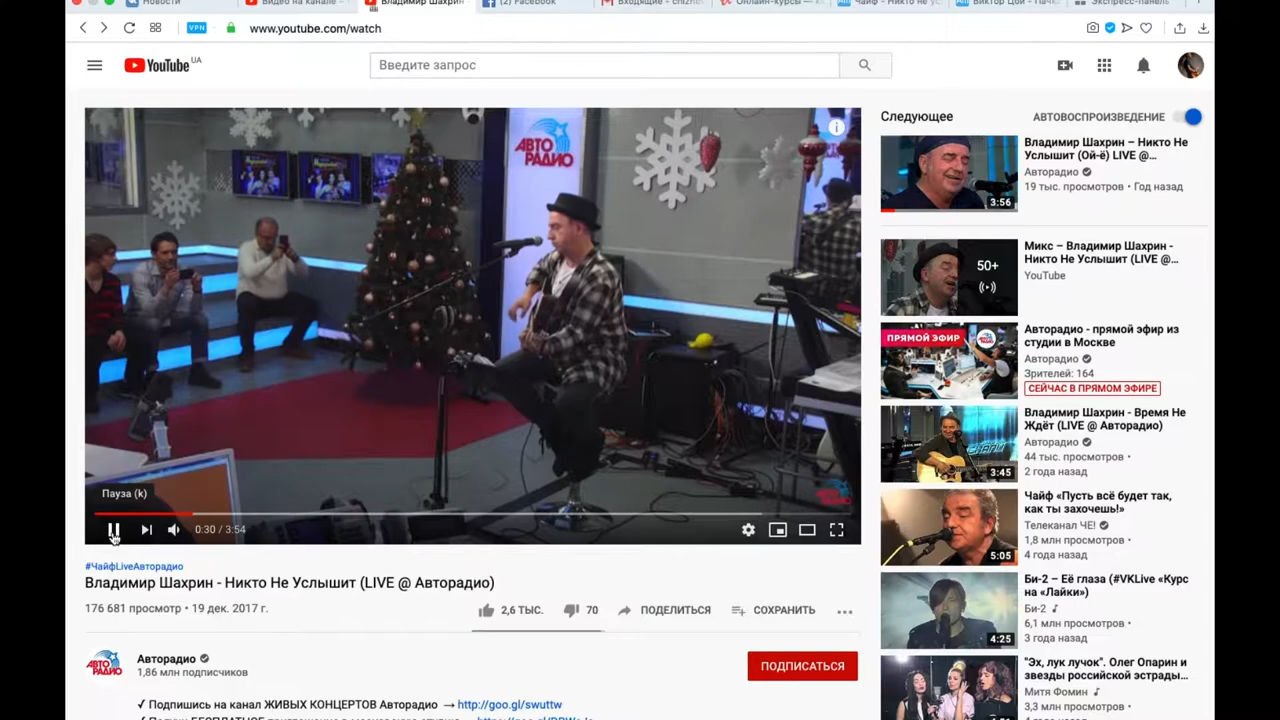 Новости
Видео на канале -
Владимир Шахрин
(2) Facebook
Входящие - chizhe
Онлайн-курсы —
Чайф - Никто не ус
Виктор Цой - Пачка
Экспресс-панель
VPN
www.youtube.com/watch
YouTube UA
Введите запрос
АВТО
РАДИО
Пауза (k)
0:30 / 3:54
#ЧайфLiveАвторадио
Владимир Шахрин - Никто Не Услышит (LIVE @ Авторадио)
176 681 просмотр • 19 дек. 2017 г.
2,6 ТЫС.
70
ПОДЕЛИТЬСЯ
СОХРАНИТЬ
АВТО
РАДИО
Авторадио
1,86 млн подписчиков
ПОДПИСАТЬСЯ
✓ Подпишись на канал ЖИВЫХ КОНЦЕРТОВ Авторадио → http://goo.gl/swuttw
Следующее
АВТОВОСПРОИЗВЕДЕНИЕ
3:56
Владимир Шахрин – Никто Не
Услышит (Ой-ё) LIVE @...
Авторадио
19 тыс. просмотров • Год назад
50+
Микс – Владимир Шахрин -
Никто Не Услышит (LIVE @...
YouTube
ПРЯМОЙ ЭФИР
Авторадио - прямой эфир из
студии в Москве
Авторадио
Зрителей: 164
СЕЙЧАС В ПРЯМОМ ЭФИРЕ
3:45
Владимир Шахрин - Время Не
Ждёт (LIVE @ Авторадио)
Авторадио
44 тыс. просмотров •
2 года назад
5:05
Чайф «Пусть всё будет так,
как ты захочешь!»
Телеканал ЧЕ!
1,8 млн просмотров •
4 года назад
4:25
Би-2 – Её глаза (#VKLive «Курс
на «Лайки»)
Би-2
6,1 млн просмотров •
3 года назад
"Эх, лук лучок". Олег Опарин и
звезды российской эстрады...
Митя Фомин
3,3 млн просмотров •